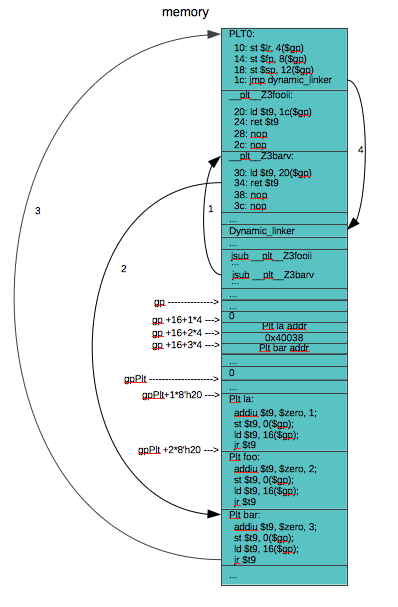 memory
PLT0:
10: st $lr, 4($gp)
14: st $fp, 8($gp)
18: st $sp, 12($gp)
1c: jmp dynamic_linker
__plt__Z3fooii:
20: ld $t9, 1c($gp)
24: ret $t9
28: nop
2c: nop
__plt__Z3barv:
30: ld $t9, 20($gp)
34: ret $t9
38: nop
3c: nop
...
Dynamic_linker
...
jsub __plt__Z3fooii
...
jsub __plt__Z3barv
...
...
gp -------------->
...
0
gp +16+1*4 --->
Plt la addr
gp +16+2*4 --->
0x40038
gp +16+3*4 --->
Plt bar addr
...
gpPlt -------------------->
0
...
gpPlt+1*8'h20 --->
Plt la:
addiu $t9, $zero, 1;
st $t9, 0($gp);
ld $t9, 16($gp);
jr $t9
gpPlt +2*8'h20 --->
Plt foo:
addiu $t9, $zero, 2;
st $t9, 0($gp);
ld $t9, 16($gp);
jr $t9
Plt bar:
addiu $t9, $zero, 3;
st $t9, 0($gp);
ld $t9, 16($gp);
jr $t9
...
1
2
3
4